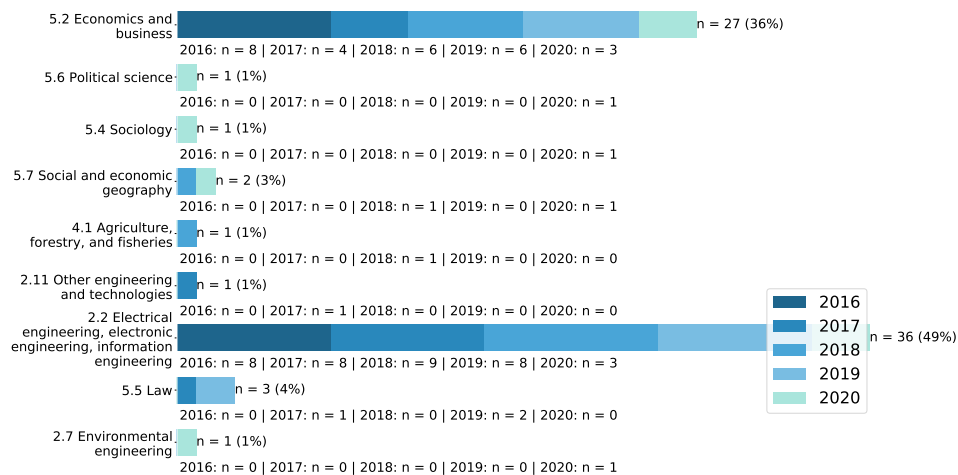 5.2 Economics and
business
n = 27 (36%)
2016: n = 8 | 2017: n = 4 | 2018: n = 6 | 2019: n = 6 | 2020: n = 3
5.6 Political science
n = 1 (1%)
2016: n = 0 | 2017: n = 0 | 2018: n = 0 | 2019: n = 0 | 2020: n = 1
5.4 Sociology
n = 1 (1%)
2016: n = 0 | 2017: n = 0 | 2018: n = 0 | 2019: n = 0 | 2020: n = 1
5.7 Social and economic
geography
n = 2 (3%)
2016: n = 0 | 2017: n = 0 | 2018: n = 1 | 2019: n = 0 | 2020: n = 1
4.1 Agriculture,
forestry, and fisheries
n = 1 (1%)
2016: n = 0 | 2017: n = 0 | 2018: n = 1 | 2019: n = 0 | 2020: n = 0
2.11 Other engineering
and technologies
n = 1 (1%)
2016: n = 0 | 2017: n = 1 | 2018: n = 0 | 2019: n = 0 | 2020: n = 0
2.2 Electrical
engineering, electronic
engineering, information
engineering
n = 36 (49%)
2016: n = 8 | 2017: n = 8 | 2018: n = 9 | 2019: n = 8 | 2020: n = 3
5.5 Law
n = 3 (4%)
2016: n = 0 | 2017: n = 1 | 2018: n = 0 | 2019: n = 2 | 2020: n = 0
2.7 Environmental
engineering
n = 1 (1%)
2016: n = 0 | 2017: n = 0 | 2018: n = 0 | 2019: n = 0 | 2020: n = 1
2016
2017
2018
2019
2020